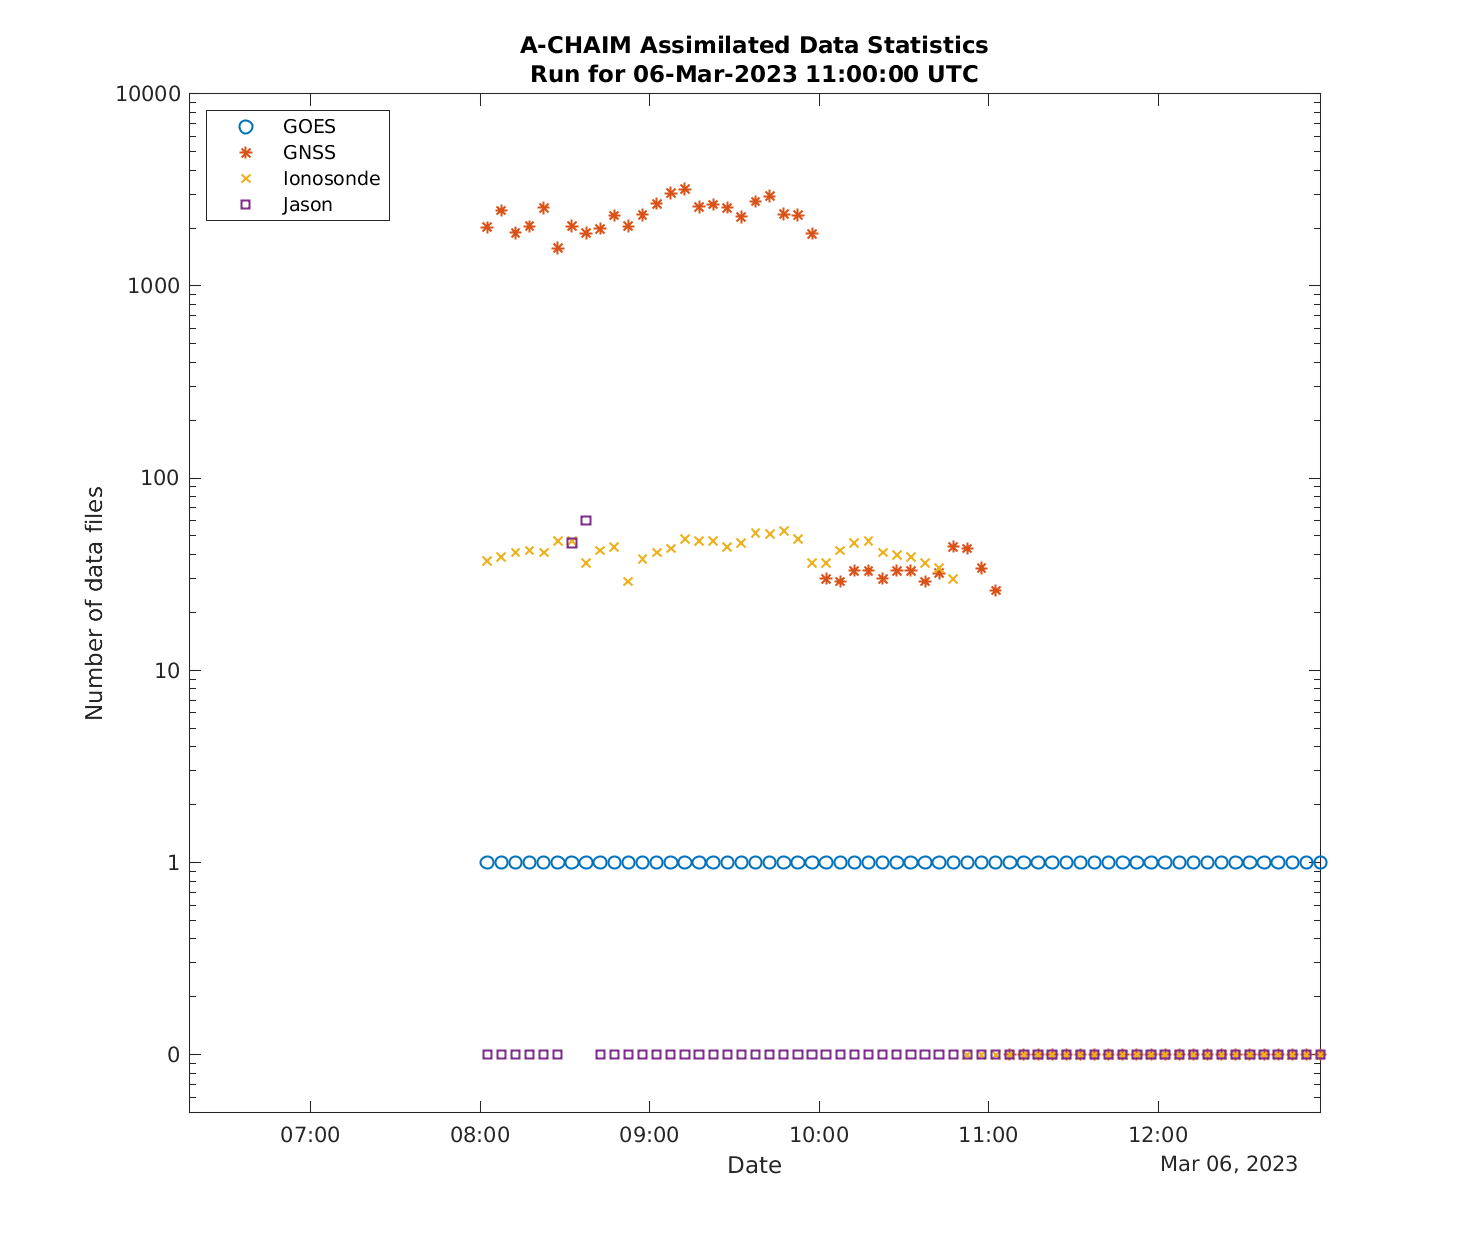 A-CHAIM Assimilated Data Statistics
Run for 06-Mar-2023 11:00:00 UTC
GOES
GNSS
Ionosonde
Jason
Number of data files
10000
1000
100
10
1
0
07:00 08:00 09:00 10:00 11:00 12:00
Date
Mar 06, 2023